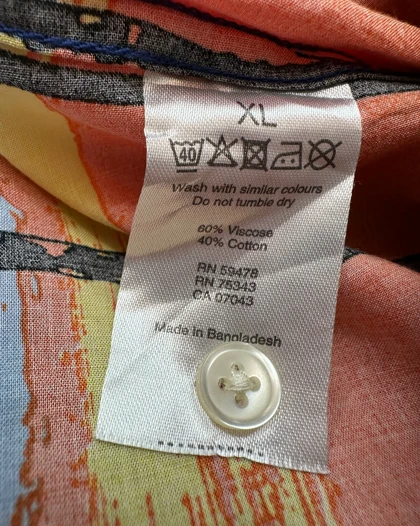 XL
40
Wash with similar colours
Do not tumble dry
60% Viscose
40% Cotton
RN 59478
RN 75343
CA 07043
Made in Bangladesh